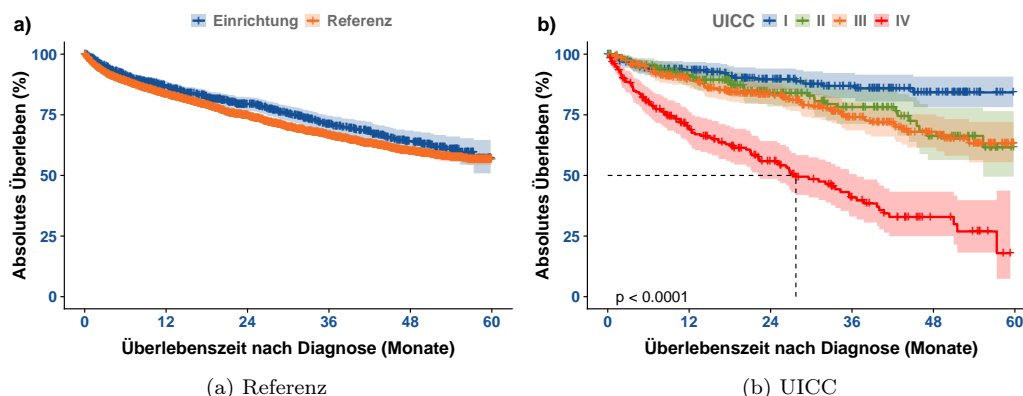 a) Einrichtung Referenz
Absolutes Überleben (%)
100
75
50
25
0
0 12 24 36 48 60
Überlebenszeit nach Diagnose (Monate)
(a) Referenz
b) UICC I II III IV
Absolutes Überleben (%)
100
75
50
25
0
p < 0.0001
0 12 24 36 48 60
Überlebenszeit nach Diagnose (Monate)
(b) UICC